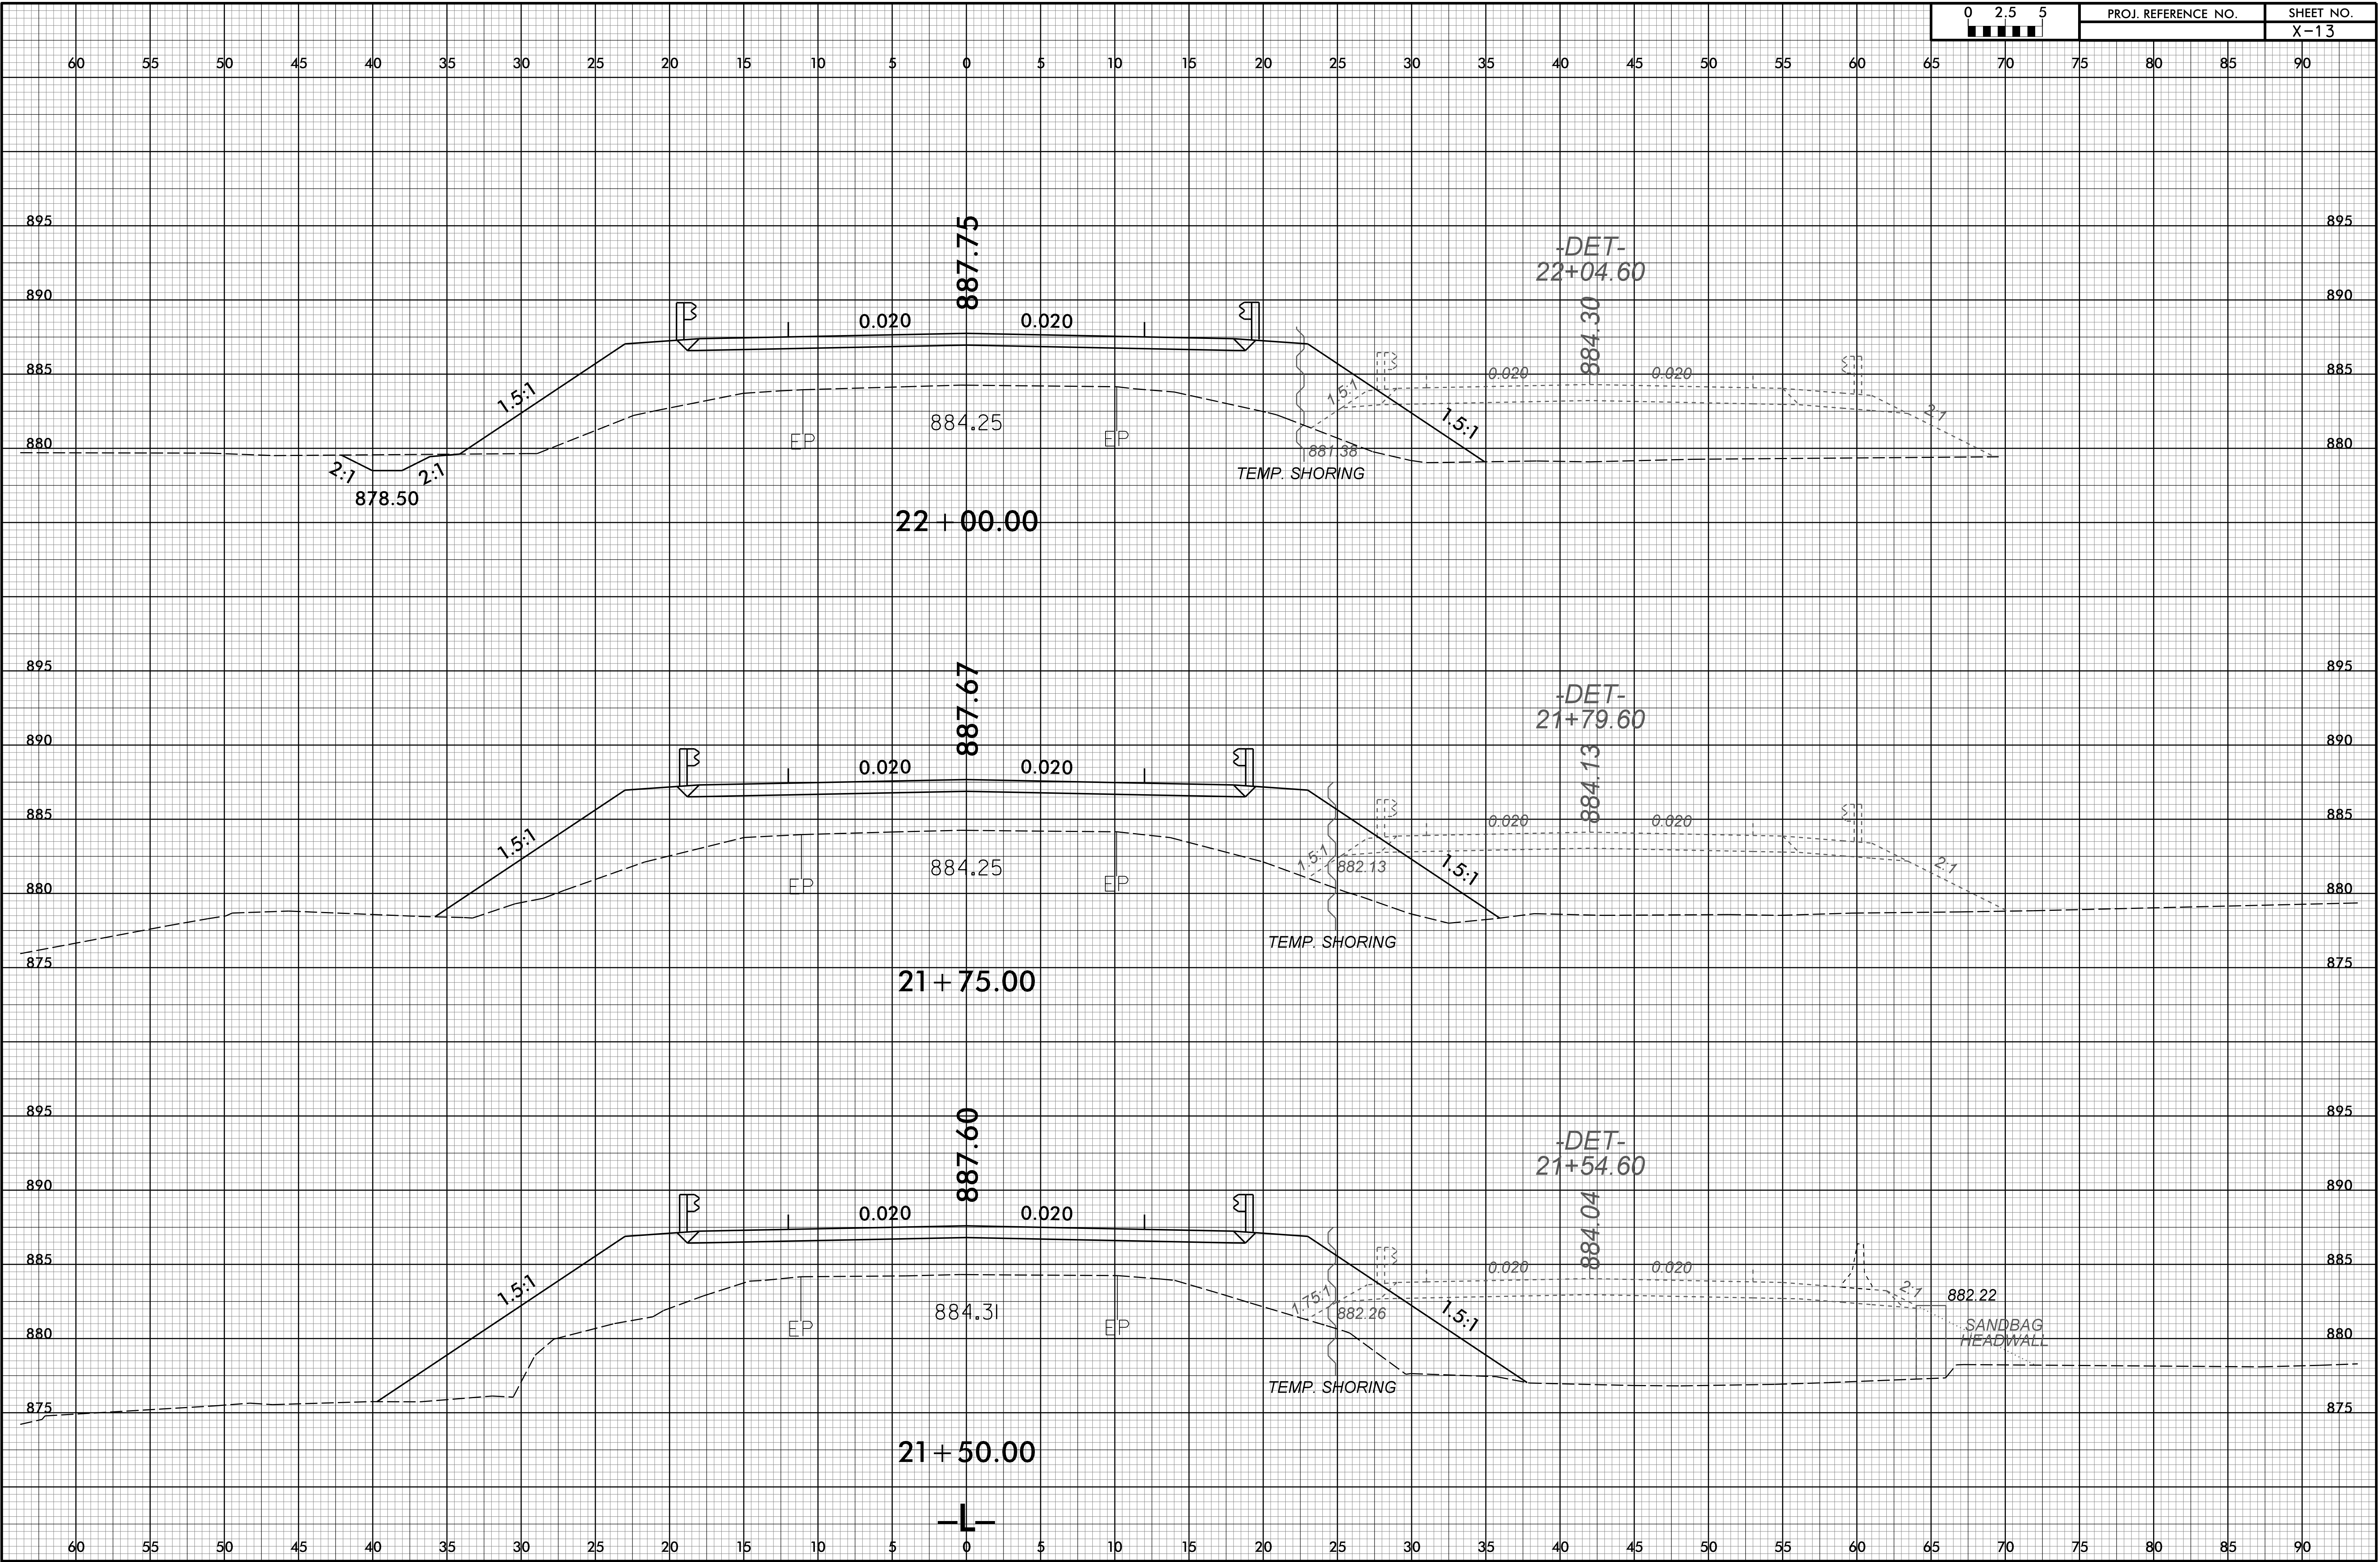 0 2.5 5
PROJ. REFERENCE NO.
SHEET NO.
X-13
60 55 50 45 40 35 30 25 20 15 10 5 0 5 10 15 20 25 30 35 40 45 50 55 60 65 70 75 80 85 90
895 887.75 895
-DET-
22+04.60
890 884.30 890
0.020 0.020
885 1.5:1 1.5:1 0.020 0.020 885
884.25 1.5:1 2:1
880 EP EP 881.38 880
2:1 2:1 TEMP. SHORING
878.50
22+00.00
895 887.67 895
-DET-
21+79.60
890 884.13 890
0.020 0.020
885 0.020 0.020 885
1.5:1 884.25 1.5:1 882.13 1.5:1 2:1
880 EP EP 880
TEMP. SHORING
875 875
21+75.00
895 887.60 895
-DET-
21+54.60
890 884.04 890
0.020 0.020
885 0.020 0.020 885
1.5:1 884.31 1.75:1 882.26 1.5:1 2:1 882.22
880 EP EP SANDBAG 880
HEADWALL
TEMP. SHORING
875 875
21+50.00
-L-
60 55 50 45 40 35 30 25 20 15 10 5 0 5 10 15 20 25 30 35 40 45 50 55 60 65 70 75 80 85 90